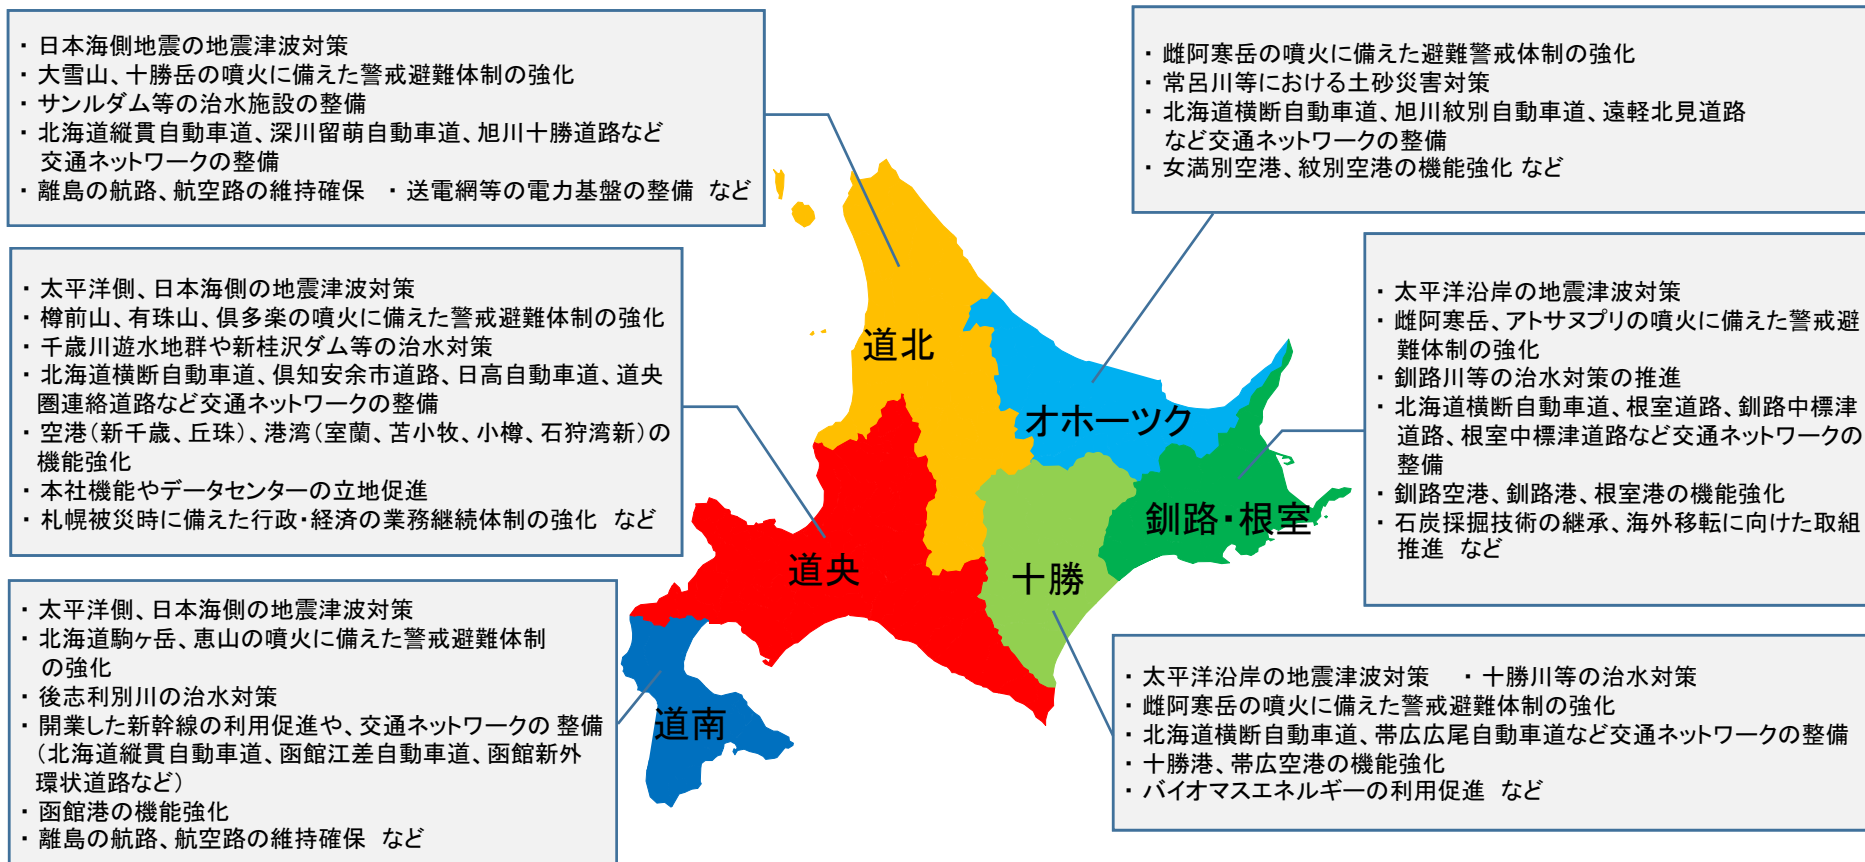 ・ 日本海側地震の地震津波対策
・ 大雪山、十勝岳の噴火に備えた警戒避難体制の強化
・ サンルダム等の治水施設の整備
・ 北海道縦貫自動車道、深川留萌自動車道、旭川十勝道路など
交通ネットワークの整備
・ 離島の航路、航空路の維持確保 ・ 送電網等の電力基盤の整備 など
・ 太平洋側、日本海側の地震津波対策
・ 樽前山、有珠山、倶多楽の噴火に備えた警戒避難体制の強化
・ 千歳川遊水地群や新桂沢ダム等の治水対策
・ 北海道横断自動車道、倶知安余市道路、日高自動車道、道央
圏連絡道路など交通ネットワークの整備
・ 空港(新千歳、丘珠)、港湾(室蘭、苫小牧、小樽、石狩湾新)の
機能強化
・ 本社機能やデータセンターの立地促進
・ 札幌被災時に備えた行政・経済の業務継続体制の強化 など
・ 太平洋側、日本海側の地震津波対策
・ 北海道駒ヶ岳、恵山の噴火に備えた警戒避難体制
の強化
・ 後志利別川の治水対策
・ 開業した新幹線の利用促進や、交通ネットワークの 整備
(北海道縦貫自動車道、函館江差自動車道、函館新外
環状道路など)
・ 函館港の機能強化
・ 離島の航路、航空路の維持確保 など
・ 雌阿寒岳の噴火に備えた避難警戒体制の強化
・ 常呂川等における土砂災害対策
・ 北海道横断自動車道、旭川紋別自動車道、遠軽北見道路
など交通ネットワークの整備
・ 女満別空港、紋別空港の機能強化 など
・ 太平洋沿岸の地震津波対策
・ 雌阿寒岳、アトサヌプリの噴火に備えた警戒避
難体制の強化
・ 釧路川等の治水対策の推進
・ 北海道横断自動車道、根室道路、釧路中標津
道路、根室中標津道路など交通ネットワークの
整備
・ 釧路空港、釧路港、根室港の機能強化
・ 石炭採掘技術の継承、海外移転に向けた取組
推進 など
・ 太平洋沿岸の地震津波対策 ・ 十勝川等の治水対策
・ 雌阿寒岳の噴火に備えた警戒避難体制の強化
・ 北海道横断自動車道、帯広広尾自動車道など交通ネットワークの整備
・ 十勝港、帯広空港の機能強化
・ バイオマスエネルギーの利用促進 など
道北
オホーツク
釧路・根室
道央
十勝
道南